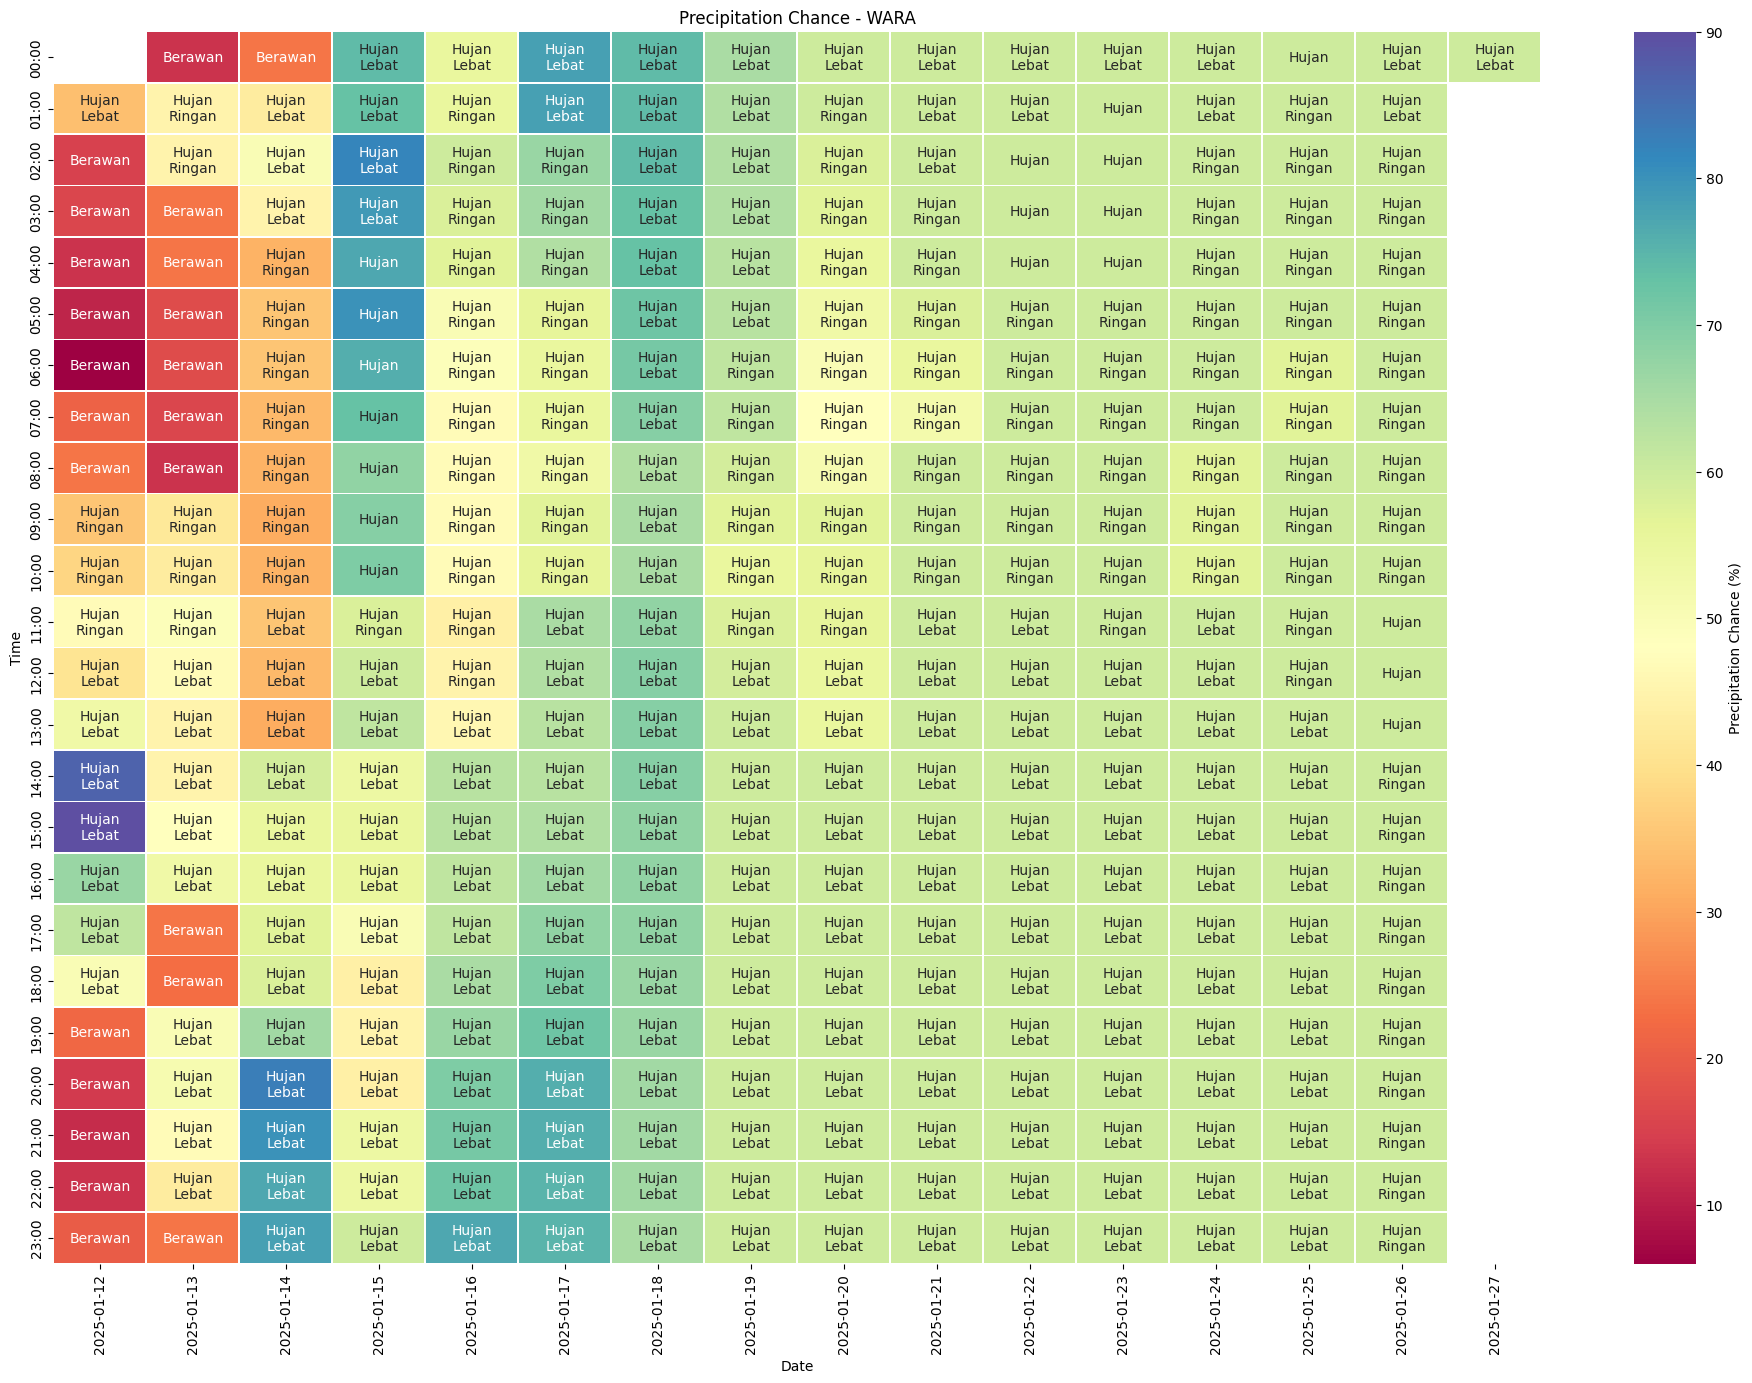 Precipitation Chance - WARA
00:00 Berawan Berawan Hujan Lebat Hujan Lebat Hujan Lebat Hujan Lebat Hujan Lebat Hujan Lebat Hujan Lebat Hujan Lebat Hujan Lebat Hujan Lebat Hujan Hujan Lebat Hujan Lebat
01:00 Hujan Lebat Hujan Ringan Hujan Lebat Hujan Lebat Hujan Ringan Hujan Lebat Hujan Lebat Hujan Lebat Hujan Ringan Hujan Lebat Hujan Lebat Hujan Hujan Lebat Hujan Ringan Hujan Lebat
02:00 Berawan Hujan Ringan Hujan Lebat Hujan Lebat Hujan Ringan Hujan Ringan Hujan Lebat Hujan Lebat Hujan Ringan Hujan Lebat Hujan Hujan Hujan Ringan Hujan Ringan Hujan Ringan
03:00 Berawan Berawan Hujan Lebat Hujan Lebat Hujan Ringan Hujan Ringan Hujan Lebat Hujan Lebat Hujan Ringan Hujan Ringan Hujan Hujan Hujan Ringan Hujan Ringan Hujan Ringan
04:00 Berawan Berawan Hujan Ringan Hujan Hujan Ringan Hujan Ringan Hujan Lebat Hujan Lebat Hujan Ringan Hujan Ringan Hujan Hujan Hujan Ringan Hujan Ringan Hujan Ringan
05:00 Berawan Berawan Hujan Ringan Hujan Hujan Ringan Hujan Ringan Hujan Lebat Hujan Lebat Hujan Ringan Hujan Ringan Hujan Ringan Hujan Ringan Hujan Ringan Hujan Ringan Hujan Ringan
06:00 Berawan Berawan Hujan Ringan Hujan Hujan Ringan Hujan Ringan Hujan Lebat Hujan Ringan Hujan Ringan Hujan Ringan Hujan Ringan Hujan Ringan Hujan Ringan Hujan Ringan Hujan Ringan
07:00 Berawan Berawan Hujan Ringan Hujan Hujan Ringan Hujan Ringan Hujan Lebat Hujan Ringan Hujan Ringan Hujan Ringan Hujan Ringan Hujan Ringan Hujan Ringan Hujan Ringan Hujan Ringan
08:00 Berawan Berawan Hujan Ringan Hujan Hujan Ringan Hujan Ringan Hujan Lebat Hujan Ringan Hujan Ringan Hujan Ringan Hujan Ringan Hujan Ringan Hujan Ringan Hujan Ringan Hujan Ringan
09:00 Hujan Ringan Hujan Ringan Hujan Ringan Hujan Hujan Ringan Hujan Ringan Hujan Lebat Hujan Ringan Hujan Ringan Hujan Ringan Hujan Ringan Hujan Ringan Hujan Ringan Hujan Ringan Hujan Ringan
10:00 Hujan Ringan Hujan Ringan Hujan Ringan Hujan Hujan Ringan Hujan Ringan Hujan Lebat Hujan Ringan Hujan Ringan Hujan Ringan Hujan Ringan Hujan Ringan Hujan Ringan Hujan Ringan Hujan Ringan
11:00 Hujan Ringan Hujan Ringan Hujan Lebat Hujan Ringan Hujan Ringan Hujan Lebat Hujan Lebat Hujan Ringan Hujan Ringan Hujan Lebat Hujan Lebat Hujan Ringan Hujan Lebat Hujan Ringan Hujan
12:00 Hujan Lebat Hujan Lebat Hujan Lebat Hujan Lebat Hujan Ringan Hujan Lebat Hujan Lebat Hujan Lebat Hujan Lebat Hujan Lebat Hujan Lebat Hujan Lebat Hujan Lebat Hujan Ringan Hujan
13:00 Hujan Lebat Hujan Lebat Hujan Lebat Hujan Lebat Hujan Lebat Hujan Lebat Hujan Lebat Hujan Lebat Hujan Lebat Hujan Lebat Hujan Lebat Hujan Lebat Hujan Lebat Hujan Lebat Hujan
14:00 Hujan Lebat Hujan Lebat Hujan Lebat Hujan Lebat Hujan Lebat Hujan Lebat Hujan Lebat Hujan Lebat Hujan Lebat Hujan Lebat Hujan Lebat Hujan Lebat Hujan Lebat Hujan Lebat Hujan Ringan
15:00 Hujan Lebat Hujan Lebat Hujan Lebat Hujan Lebat Hujan Lebat Hujan Lebat Hujan Lebat Hujan Lebat Hujan Lebat Hujan Lebat Hujan Lebat Hujan Lebat Hujan Lebat Hujan Lebat Hujan Ringan
16:00 Hujan Lebat Hujan Lebat Hujan Lebat Hujan Lebat Hujan Lebat Hujan Lebat Hujan Lebat Hujan Lebat Hujan Lebat Hujan Lebat Hujan Lebat Hujan Lebat Hujan Lebat Hujan Lebat Hujan Ringan
17:00 Hujan Lebat Berawan Hujan Lebat Hujan Lebat Hujan Lebat Hujan Lebat Hujan Lebat Hujan Lebat Hujan Lebat Hujan Lebat Hujan Lebat Hujan Lebat Hujan Lebat Hujan Lebat Hujan Ringan
18:00 Hujan Lebat Berawan Hujan Lebat Hujan Lebat Hujan Lebat Hujan Lebat Hujan Lebat Hujan Lebat Hujan Lebat Hujan Lebat Hujan Lebat Hujan Lebat Hujan Lebat Hujan Lebat Hujan Ringan
19:00 Berawan Hujan Lebat Hujan Lebat Hujan Lebat Hujan Lebat Hujan Lebat Hujan Lebat Hujan Lebat Hujan Lebat Hujan Lebat Hujan Lebat Hujan Lebat Hujan Lebat Hujan Lebat Hujan Ringan
20:00 Berawan Hujan Lebat Hujan Lebat Hujan Lebat Hujan Lebat Hujan Lebat Hujan Lebat Hujan Lebat Hujan Lebat Hujan Lebat Hujan Lebat Hujan Lebat Hujan Lebat Hujan Lebat Hujan Ringan
21:00 Berawan Hujan Lebat Hujan Lebat Hujan Lebat Hujan Lebat Hujan Lebat Hujan Lebat Hujan Lebat Hujan Lebat Hujan Lebat Hujan Lebat Hujan Lebat Hujan Lebat Hujan Lebat Hujan Ringan
22:00 Berawan Hujan Lebat Hujan Lebat Hujan Lebat Hujan Lebat Hujan Lebat Hujan Lebat Hujan Lebat Hujan Lebat Hujan Lebat Hujan Lebat Hujan Lebat Hujan Lebat Hujan Lebat Hujan Ringan
23:00 Berawan Berawan Hujan Lebat Hujan Lebat Hujan Lebat Hujan Lebat Hujan Lebat Hujan Lebat Hujan Lebat Hujan Lebat Hujan Lebat Hujan Lebat Hujan Lebat Hujan Lebat Hujan Ringan
Time
2025-01-12 2025-01-13 2025-01-14 2025-01-15 2025-01-16 2025-01-17 2025-01-18 2025-01-19 2025-01-20 2025-01-21 2025-01-22 2025-01-23 2025-01-24 2025-01-25 2025-01-26 2025-01-27
Date
90
80
70
60
50
40
30
20
10
Precipitation Chance (%)